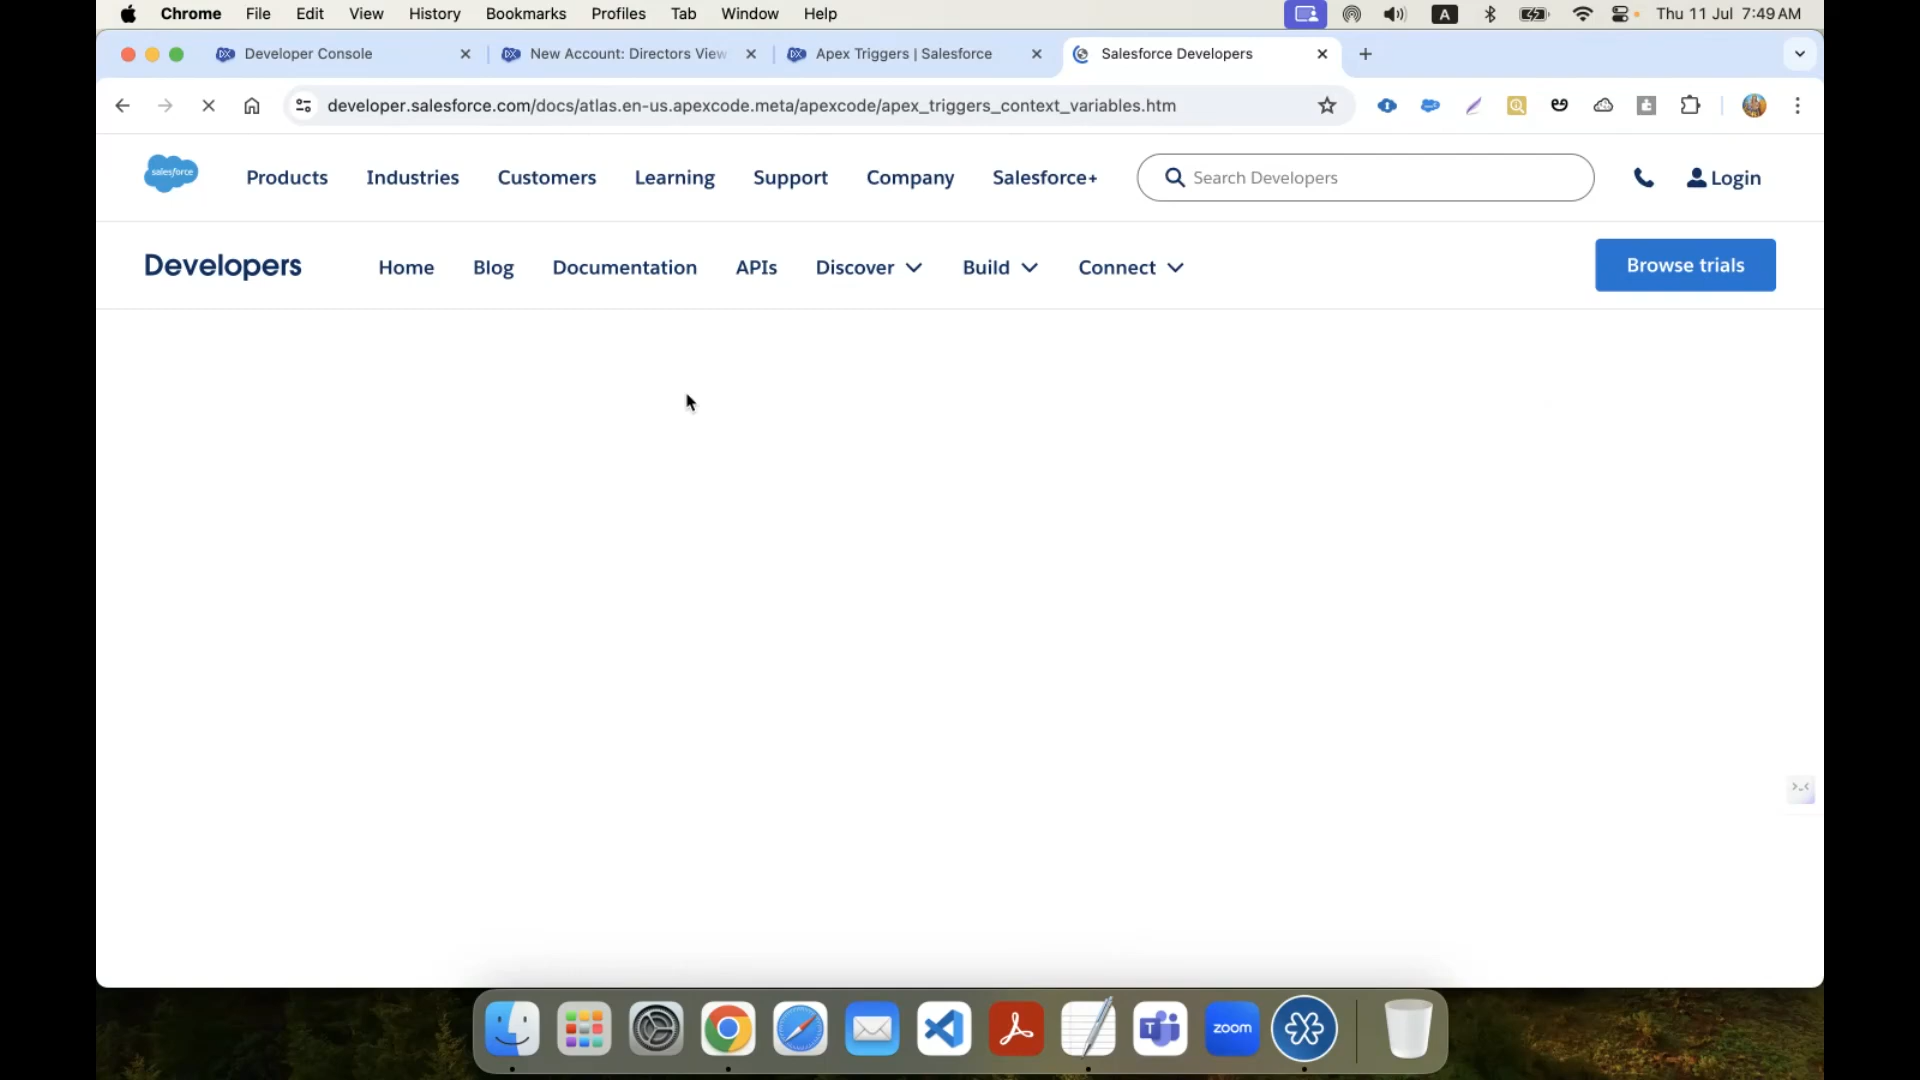 Chrome File Edit View History Bookmarks Profiles Tab Window Help A Thu 11 Jul 7:49 AM
Developer Console New Account: Directors View Apex Triggers | Salesforce Salesforce Developers
developer.salesforce.com/docs/atlas.en-us.apexcode.meta/apexcode/apex_triggers_context_variables.htm
salesforce Products Industries Customers Learning Support Company Salesforce+ Search Developers Login
Developers Home Blog Documentation APIs Discover Build Connect Browse trials
zoom